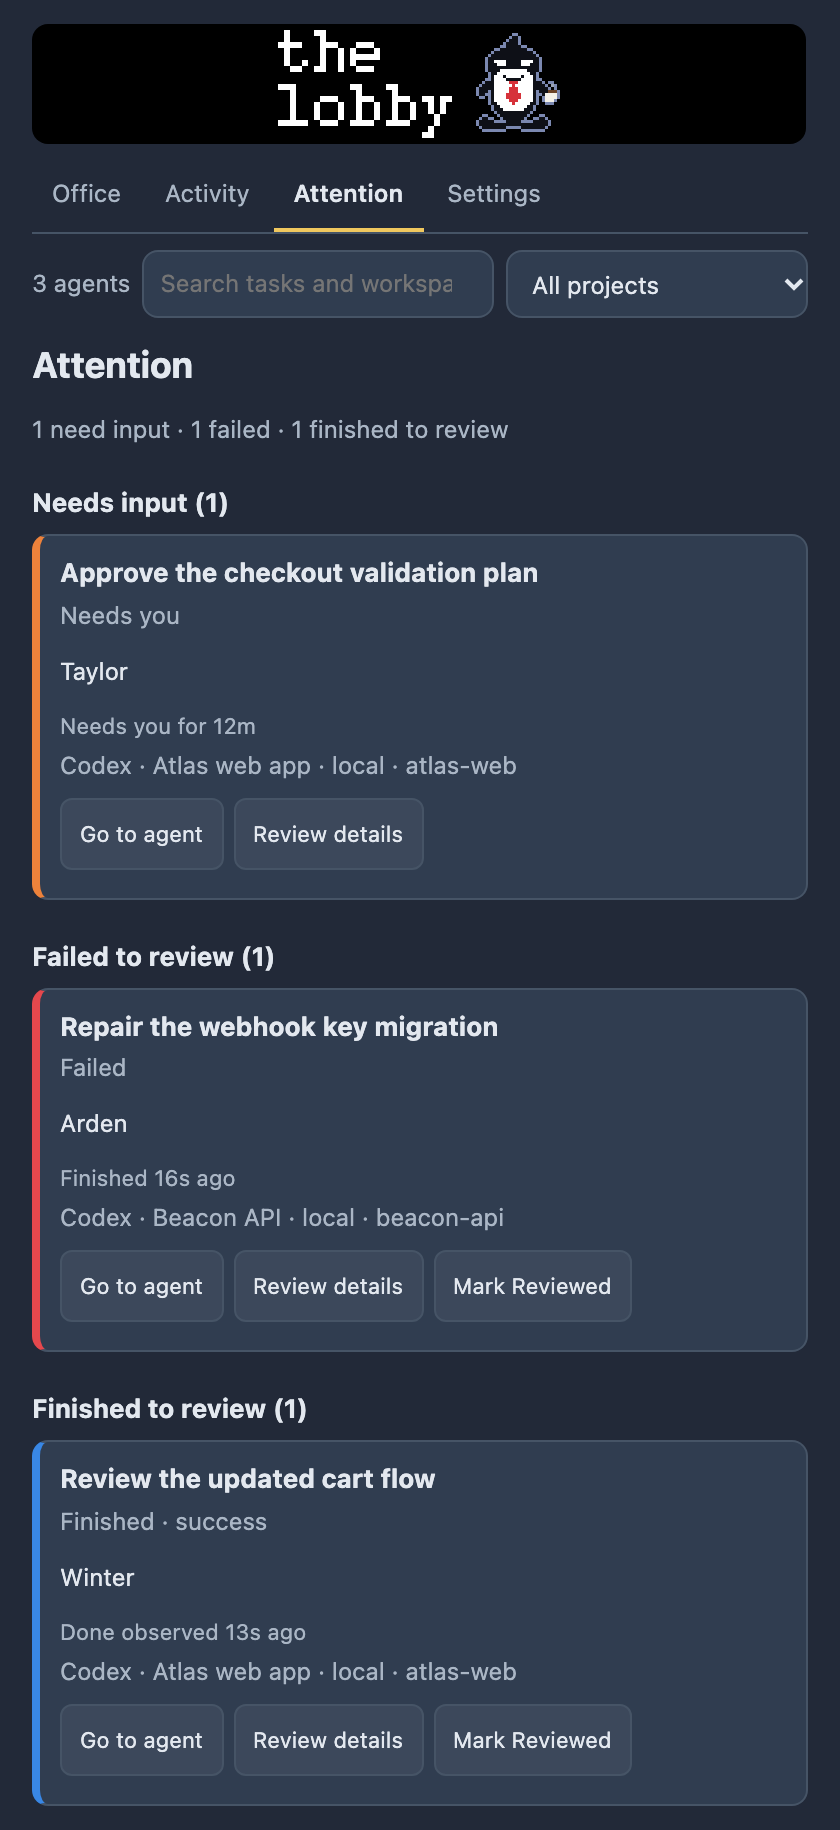 the
lobby
Office Activity Attention Settings
3 agents Search tasks and workspa All projects
Attention
1 need input · 1 failed · 1 finished to review
Needs input (1)
Approve the checkout validation plan
Needs you
Taylor
Needs you for 12m
Codex · Atlas web app · local · atlas-web
Go to agent Review details
Failed to review (1)
Repair the webhook key migration
Failed
Arden
Finished 16s ago
Codex · Beacon API · local · beacon-api
Go to agent Review details Mark Reviewed
Finished to review (1)
Review the updated cart flow
Finished · success
Winter
Done observed 13s ago
Codex · Atlas web app · local · atlas-web
Go to agent Review details Mark Reviewed